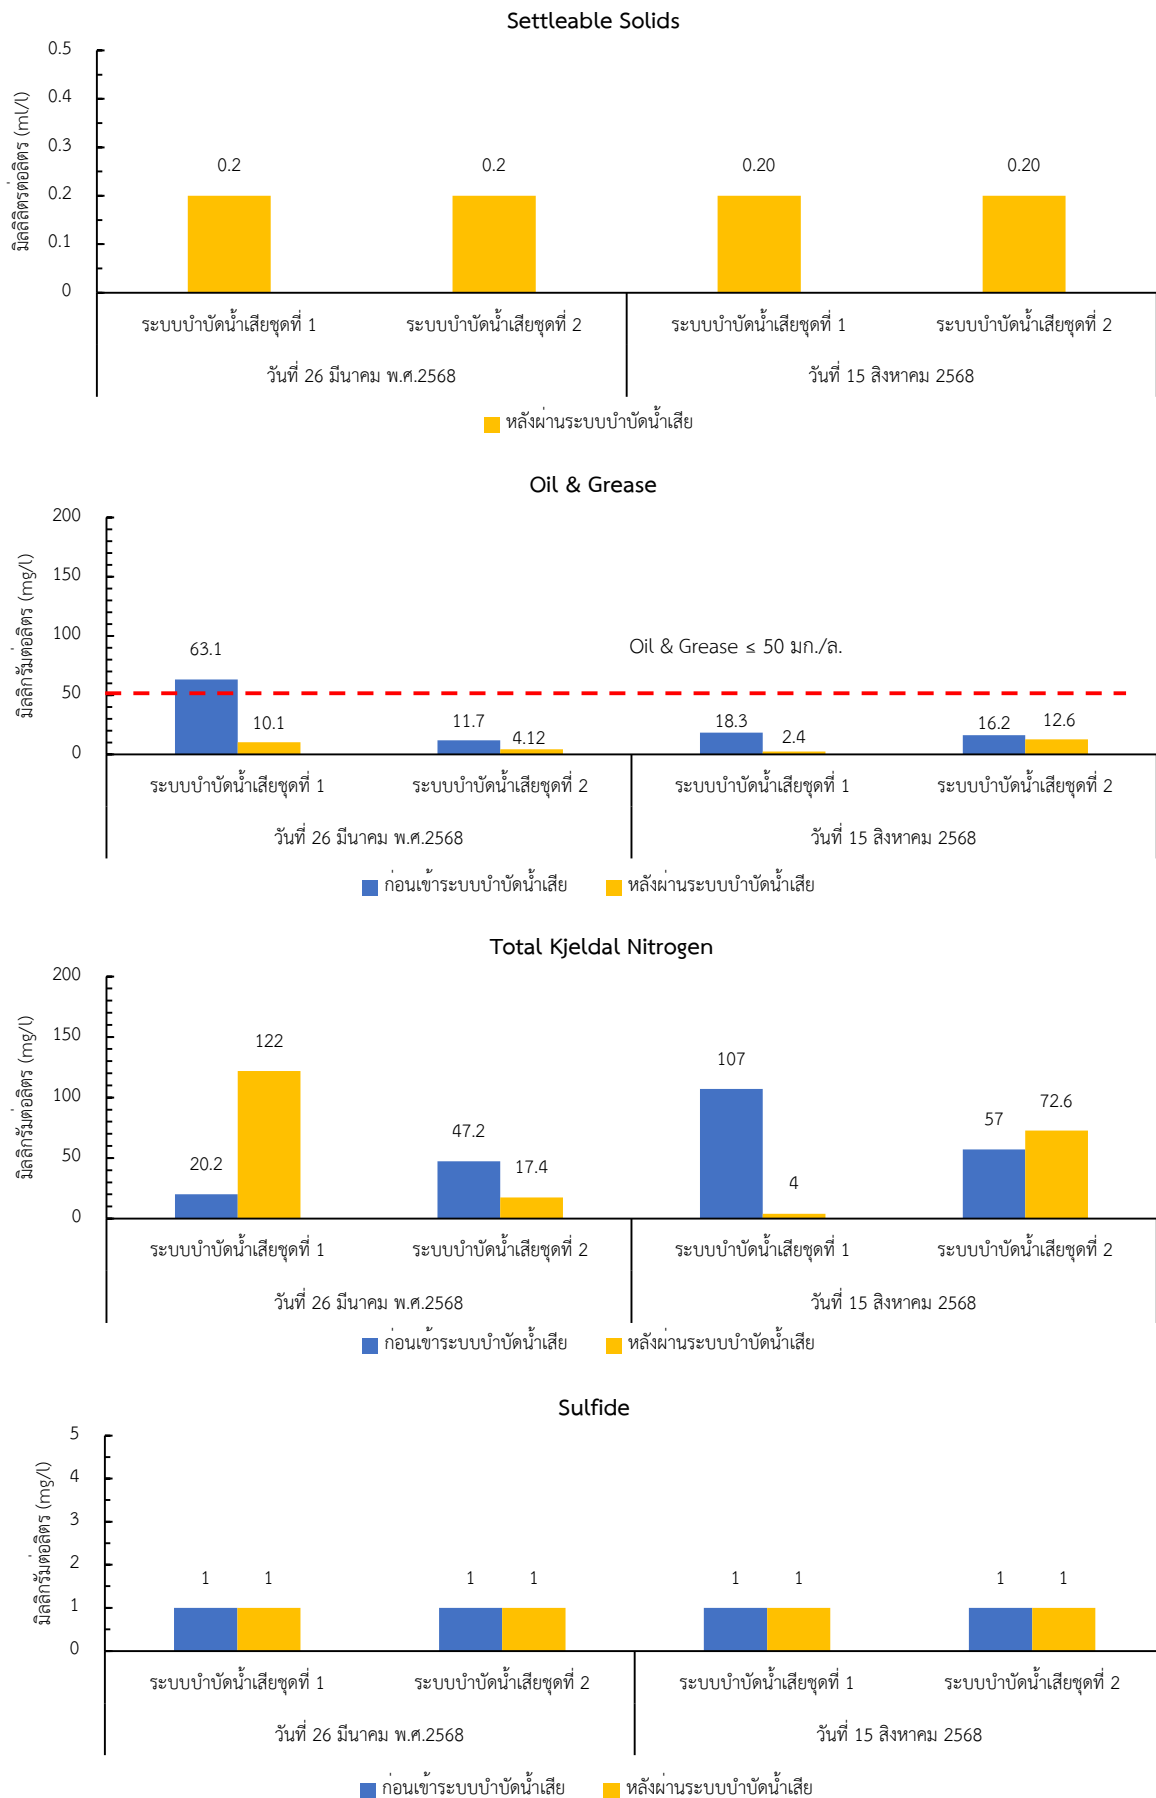 Settleable Solids
มิลลิลิตรต่อลิตร (ml/l)
0.5
0.4
0.3
0.2
0.1
0
0.2 0.2 0.20 0.20
ระบบบำบัดน้ำเสียชุดที่ 1 ระบบบำบัดน้ำเสียชุดที่ 2 ระบบบำบัดน้ำเสียชุดที่ 1 ระบบบำบัดน้ำเสียชุดที่ 2
วันที่ 26 มีนาคม พ.ศ.2568 วันที่ 15 สิงหาคม 2568
หลังผ่านระบบบำบัดน้ำเสีย
Oil & Grease
มิลลิกรัมต่อลิตร (mg/l)
200
150
100
50
0
Oil & Grease ≤ 50 มก./ล.
63.1 10.1 11.7 4.12 18.3 2.4 16.2 12.6
ระบบบำบัดน้ำเสียชุดที่ 1 ระบบบำบัดน้ำเสียชุดที่ 2 ระบบบำบัดน้ำเสียชุดที่ 1 ระบบบำบัดน้ำเสียชุดที่ 2
วันที่ 26 มีนาคม พ.ศ.2568 วันที่ 15 สิงหาคม 2568
ก่อนเข้าระบบบำบัดน้ำเสีย หลังผ่านระบบบำบัดน้ำเสีย
Total Kjeldal Nitrogen
มิลลิกรัมต่อลิตร (mg/l)
200
150
100
50
0
20.2 122 47.2 17.4 107 4 57 72.6
ระบบบำบัดน้ำเสียชุดที่ 1 ระบบบำบัดน้ำเสียชุดที่ 2 ระบบบำบัดน้ำเสียชุดที่ 1 ระบบบำบัดน้ำเสียชุดที่ 2
วันที่ 26 มีนาคม พ.ศ.2568 วันที่ 15 สิงหาคม 2568
ก่อนเข้าระบบบำบัดน้ำเสีย หลังผ่านระบบบำบัดน้ำเสีย
Sulfide
มิลลิกรัมต่อลิตร (mg/l)
5
4
3
2
1
0
1 1 1 1 1 1 1 1
ระบบบำบัดน้ำเสียชุดที่ 1 ระบบบำบัดน้ำเสียชุดที่ 2 ระบบบำบัดน้ำเสียชุดที่ 1 ระบบบำบัดน้ำเสียชุดที่ 2
วันที่ 26 มีนาคม พ.ศ.2568 วันที่ 15 สิงหาคม 2568
ก่อนเข้าระบบบำบัดน้ำเสีย หลังผ่านระบบบำบัดน้ำเสีย